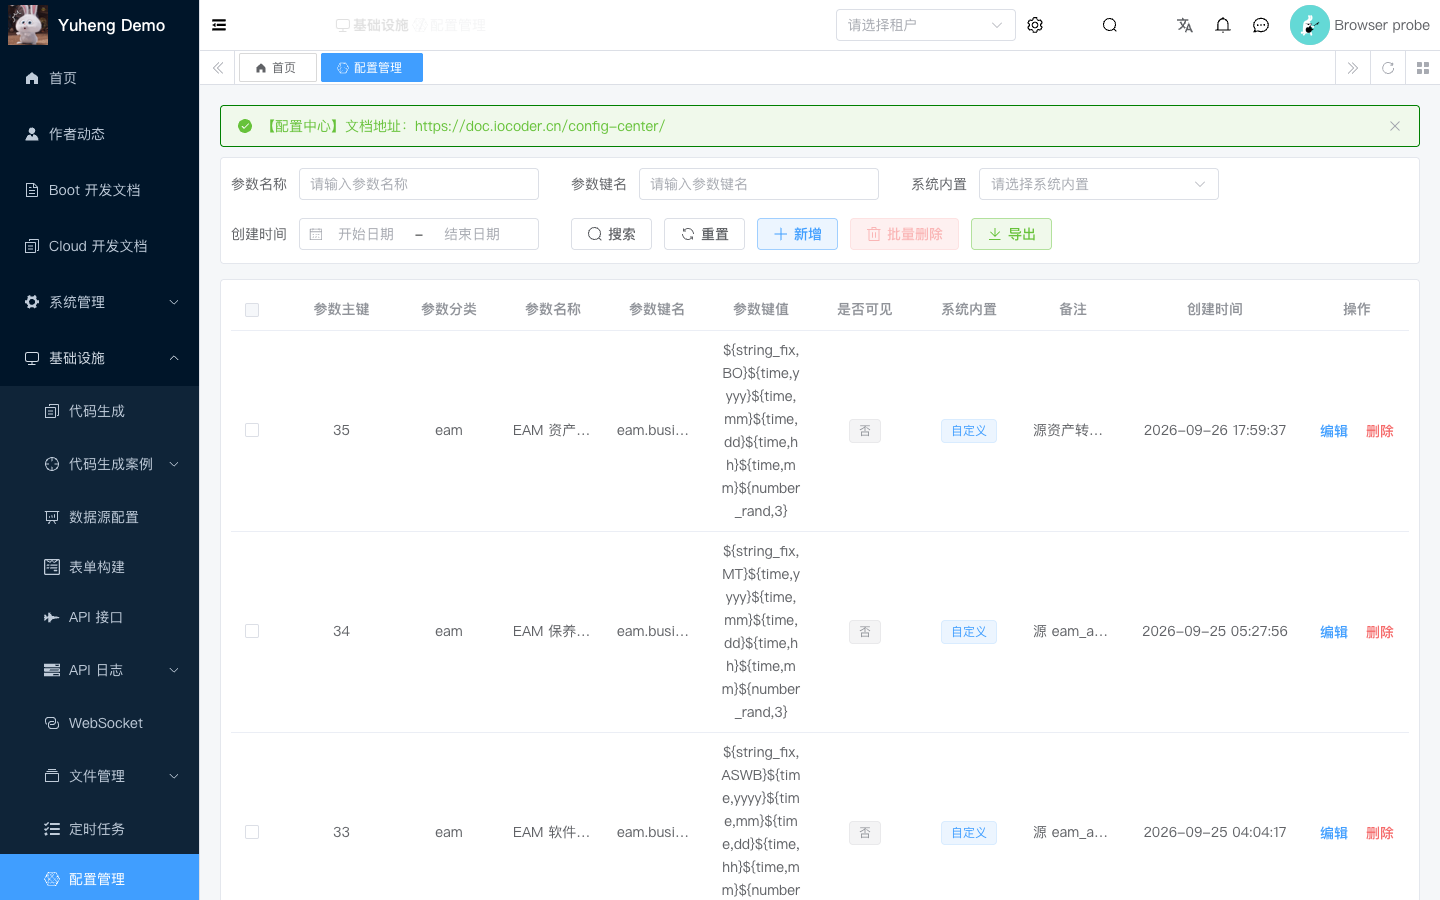 Yuheng Demo
基础设施 配置管理
请选择租户
Browser probe
首页
配置管理
首页
作者动态
Boot 开发文档
Cloud 开发文档
系统管理
基础设施
代码生成
代码生成案例
数据源配置
表单构建
API 接口
API 日志
WebSocket
文件管理
定时任务
配置管理
【配置中心】文档地址：https://doc.iocoder.cn/config-center/
参数名称 请输入参数名称 参数键名 请输入参数键名 系统内置 请选择系统内置
创建时间 开始日期 - 结束日期 搜索 重置 新增 批量删除 导出
参数主键 参数分类 参数名称 参数键名 参数键值 是否可见 系统内置 备注 创建时间 操作
${string_fix,
BO}${time,y
yyy}${time,
mm}${time,
dd}${time,h
h}${time,m
m}${number
_rand,3}
35 eam EAM 资产... eam.busi... 否 自定义 源资产转... 2026-09-26 17:59:37 编辑 删除
${string_fix,
MT}${time,y
yyy}${time,
mm}${time,
dd}${time,h
h}${time,m
m}${number
_rand,3}
34 eam EAM 保养... eam.busi... 否 自定义 源 eam_a... 2026-09-25 05:27:56 编辑 删除
${string_fix,
ASWB}${tim
e,yyyy}${tim
e,mm}${tim
e,dd}${time,
hh}${time,m
m}${number
33 eam EAM 软件... eam.busi... 否 自定义 源 eam_a... 2026-09-25 04:04:17 编辑 删除